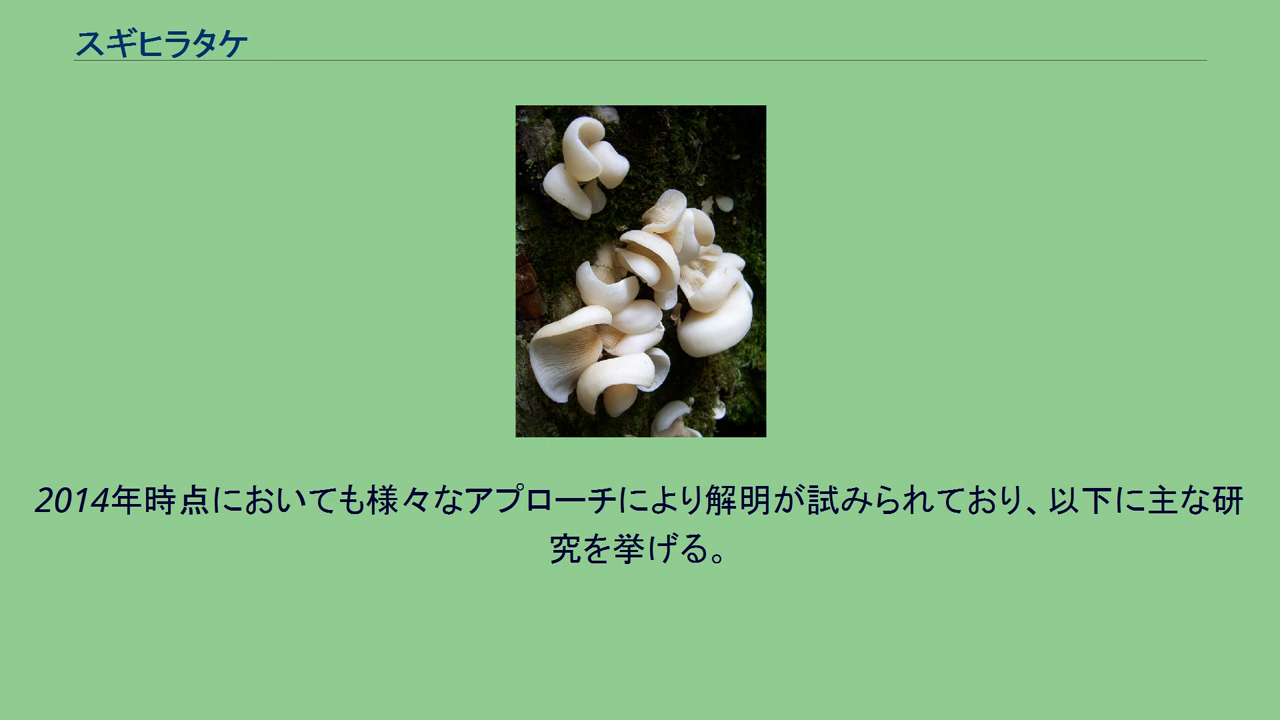 スギヒラタケ
2014年時点においても様々なアプローチにより解明が試みられており、以下に主な研
究を挙げる。